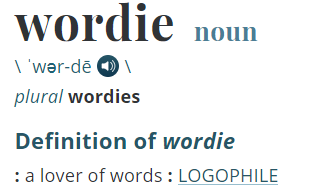 wordie noun
\ ˈwər-dē \
plural wordies
Definition of wordie
: a lover of words : LOGOPHILE